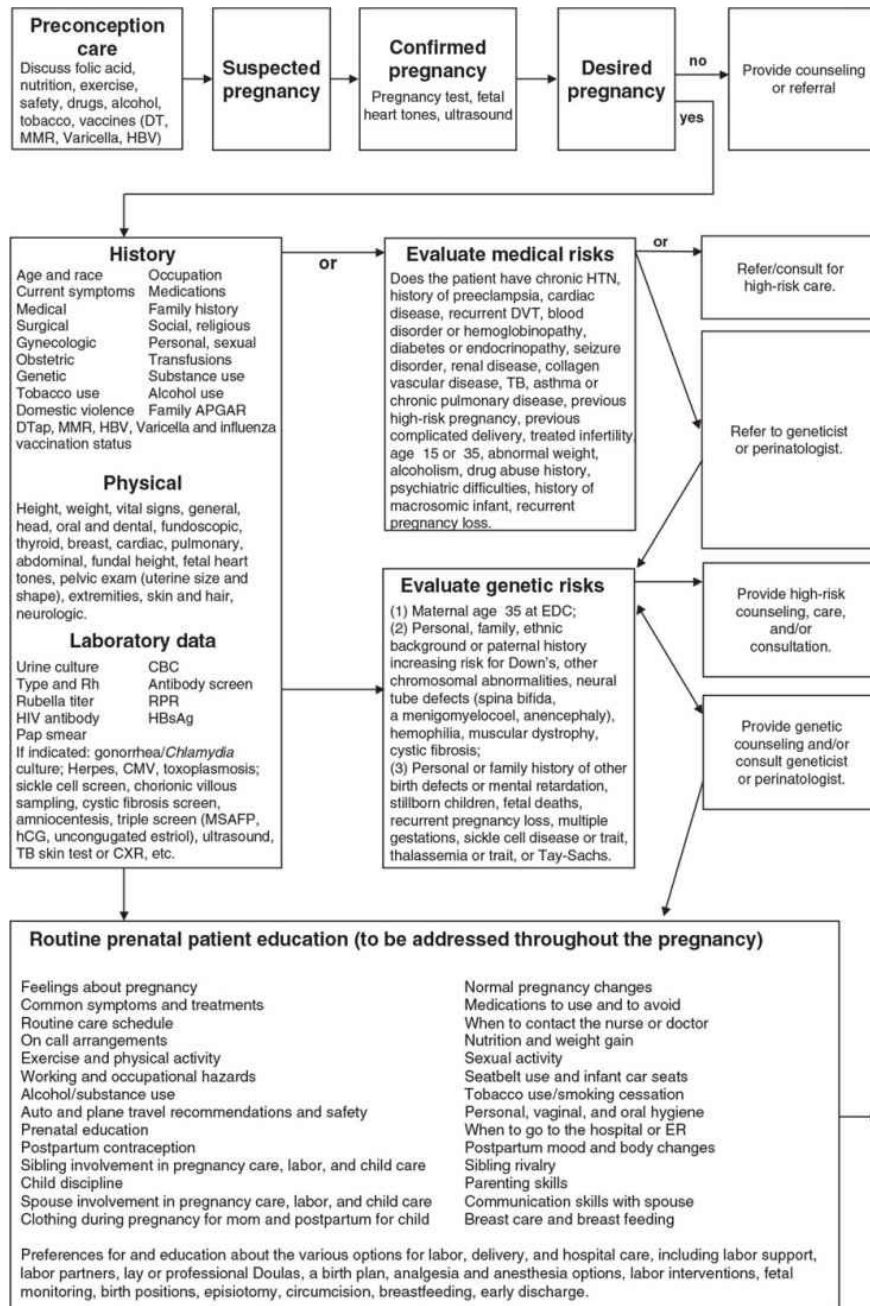 Preconception
care
Discuss folic acid,
nutrition, exercise,
safety, drugs, alcohol,
tobacco, vaccines (DT,
MMR, Varicella, HBV)
Suspected
pregnancy
Confirmed
pregnancy
Pregnancy test, fetal
heart tones, ultrasound
Desired
pregnancy
no
yes
Provide counseling
or referral
History
Age and race Occupation
Current symptoms Medications
Medical Family history
Surgical Social, religious
Gynecologic Personal, sexual
Obstetric Transfusions
Genetic Substance use
Tobacco use Alcohol use
Domestic violence Family APGAR
DTap, MMR, HBV, Varicella and influenza
vaccination status
Physical
Height, weight, vital signs, general,
head, oral and dental, fundoscopic,
thyroid, breast, cardiac, pulmonary,
abdominal, fundal height, fetal heart
tones, pelvic exam (uterine size and
shape), extremities, skin and hair,
neurologic.
Laboratory data
Urine culture CBC
Type and Rh Antibody screen
Rubella titer RPR
HIV antibody HBsAg
Pap smear
If indicated: gonorrhea/Chlamydia
culture; Herpes, CMV, toxoplasmosis;
sickle cell screen, chorionic villous
sampling, cystic fibrosis screen,
amniocentesis, triple screen (MSAFP,
hCG, uncongugated estriol), ultrasound,
TB skin test or CXR, etc.
or
Evaluate medical risks
Does the patient have chronic HTN,
history of preeclampsia, cardiac
disease, recurrent DVT, blood
disorder or hemoglobinopathy,
diabetes or endocrinopathy, seizure
disorder, renal disease, collagen
vascular disease, TB, asthma or
chronic pulmonary disease, previous
high-risk pregnancy, previous
complicated delivery, treated infertility,
age 15 or 35, abnormal weight,
alcoholism, drug abuse history,
psychiatric difficulties, history of
macrosomic infant, recurrent
pregnancy loss.
or
Refer/consult for
high-risk care.
Refer to geneticist
or perinatologist.
Evaluate genetic risks
(1) Maternal age 35 at EDC;
(2) Personal, family, ethnic
background or paternal history
increasing risk for Down's, other
chromosomal abnormalities, neural
tube defects (spina bifida,
a menigomyelocoel, anencephaly),
hemophilia, muscular dystrophy,
cystic fibrosis;
(3) Personal or family history of other
birth defects or mental retardation,
stillborn children, fetal deaths,
recurrent pregnancy loss, multiple
gestations, sickle cell disease or trait,
thalassemia or trait, or Tay-Sachs.
Provide high-risk
counseling, care,
and/or
consultation.
Provide genetic
counseling and/or
consult geneticist
or perinatologist.
Routine prenatal patient education (to be addressed throughout the pregnancy)
Feelings about pregnancy Normal pregnancy changes
Common symptoms and treatments Medications to use and to avoid
Routine care schedule When to contact the nurse or doctor
On call arrangements Nutrition and weight gain
Exercise and physical activity Sexual activity
Working and occupational hazards Seatbelt use and infant car seats
Alcohol/substance use Tobacco use/smoking cessation
Auto and plane travel recommendations and safety Personal, vaginal, and oral hygiene
Prenatal education When to go to the hospital or ER
Postpartum contraception Postpartum mood and body changes
Sibling involvement in pregnancy care, labor, and child care Sibling rivalry
Child discipline Parenting skills
Spouse involvement in pregnancy care, labor, and child care Communication skills with spouse
Clothing during pregnancy for mom and postpartum for child Breast care and breast feeding
Preferences for and education about the various options for labor, delivery, and hospital care, including labor support,
labor partners, lay or professional Doulas, a birth plan, analgesia and anesthesia options, labor interventions, fetal
monitoring, birth positions, episiotomy, circumcision, breastfeeding, early discharge.